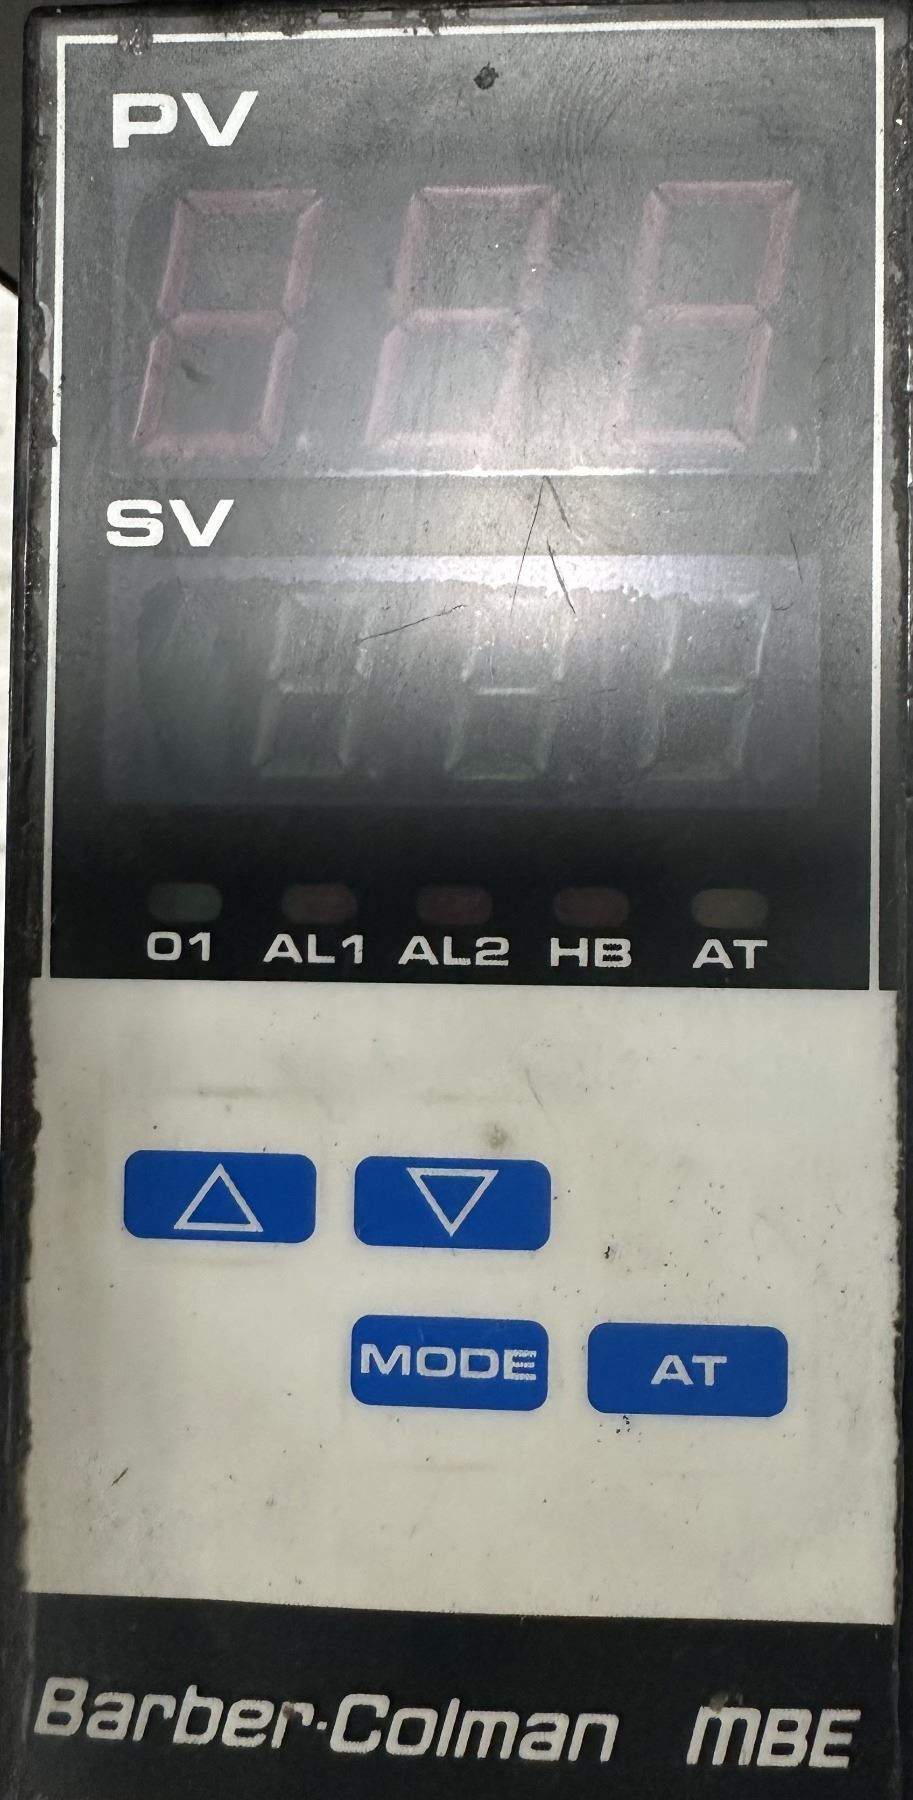 PV
SV
O1 AL1 AL2 HB AT
MODE AT
Barber-Colman MBE